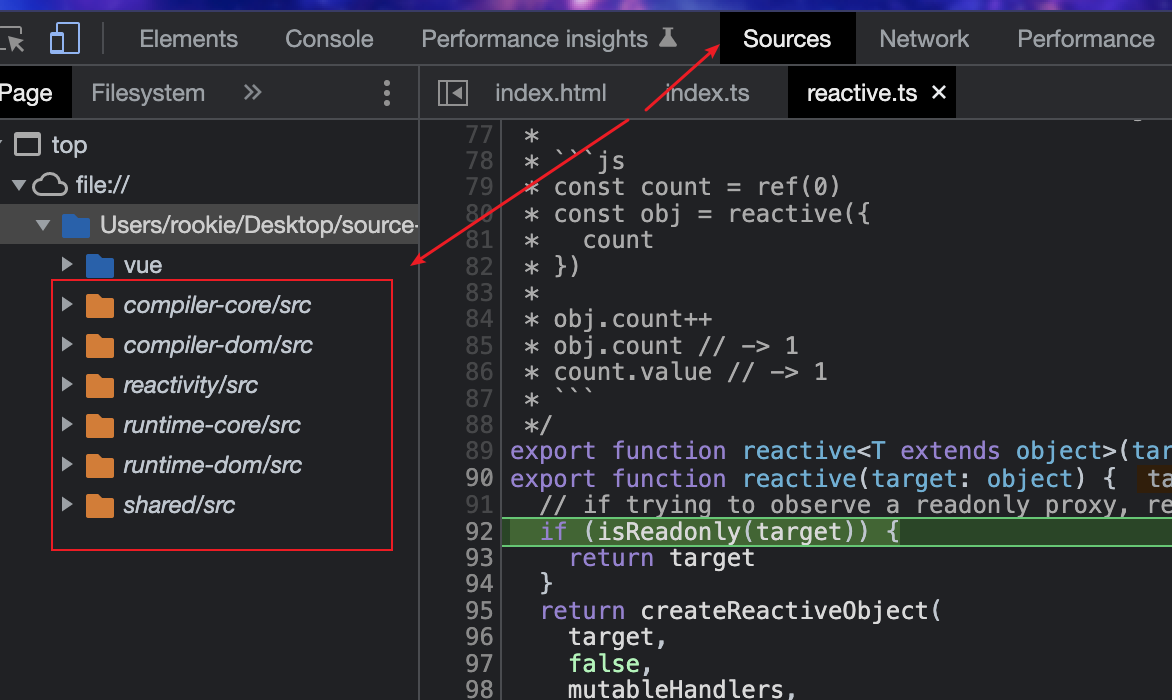 Elements Console Performance insights Sources Network Performance
Page Filesystem » index.html index.ts reactive.ts ×
top
file://
Users/rookie/Desktop/source-
vue
compiler-core/src
compiler-dom/src
reactivity/src
runtime-core/src
runtime-dom/src
shared/src
77 *
78 * ```js
79 * const count = ref(0)
80 * const obj = reactive({
81 *   count
82 * })
83 *
84 * obj.count++
85 * obj.count // -> 1
86 * count.value // -> 1
87 * ```
88 */
89 export function reactive<T extends object>(tar
90 export function reactive(target: object) { ta
91   // if trying to observe a readonly proxy, re
92   if (isReadonly(target)) {
93     return target
94   }
95   return createReactiveObject(
96     target,
97     false,
98     mutableHandlers,